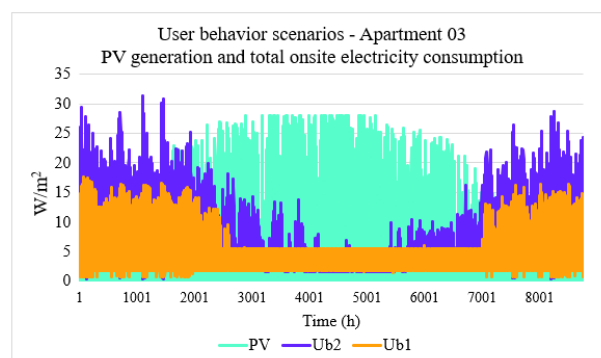 User behavior scenarios - Apartment 03
PV generation and total onsite electricity consumption
35
30
25
20
15
10
5
0
W/m²
1 1001 2001 3001 4001 5001 6001 7001 8001
Time (h)
PV Ub2 Ub1